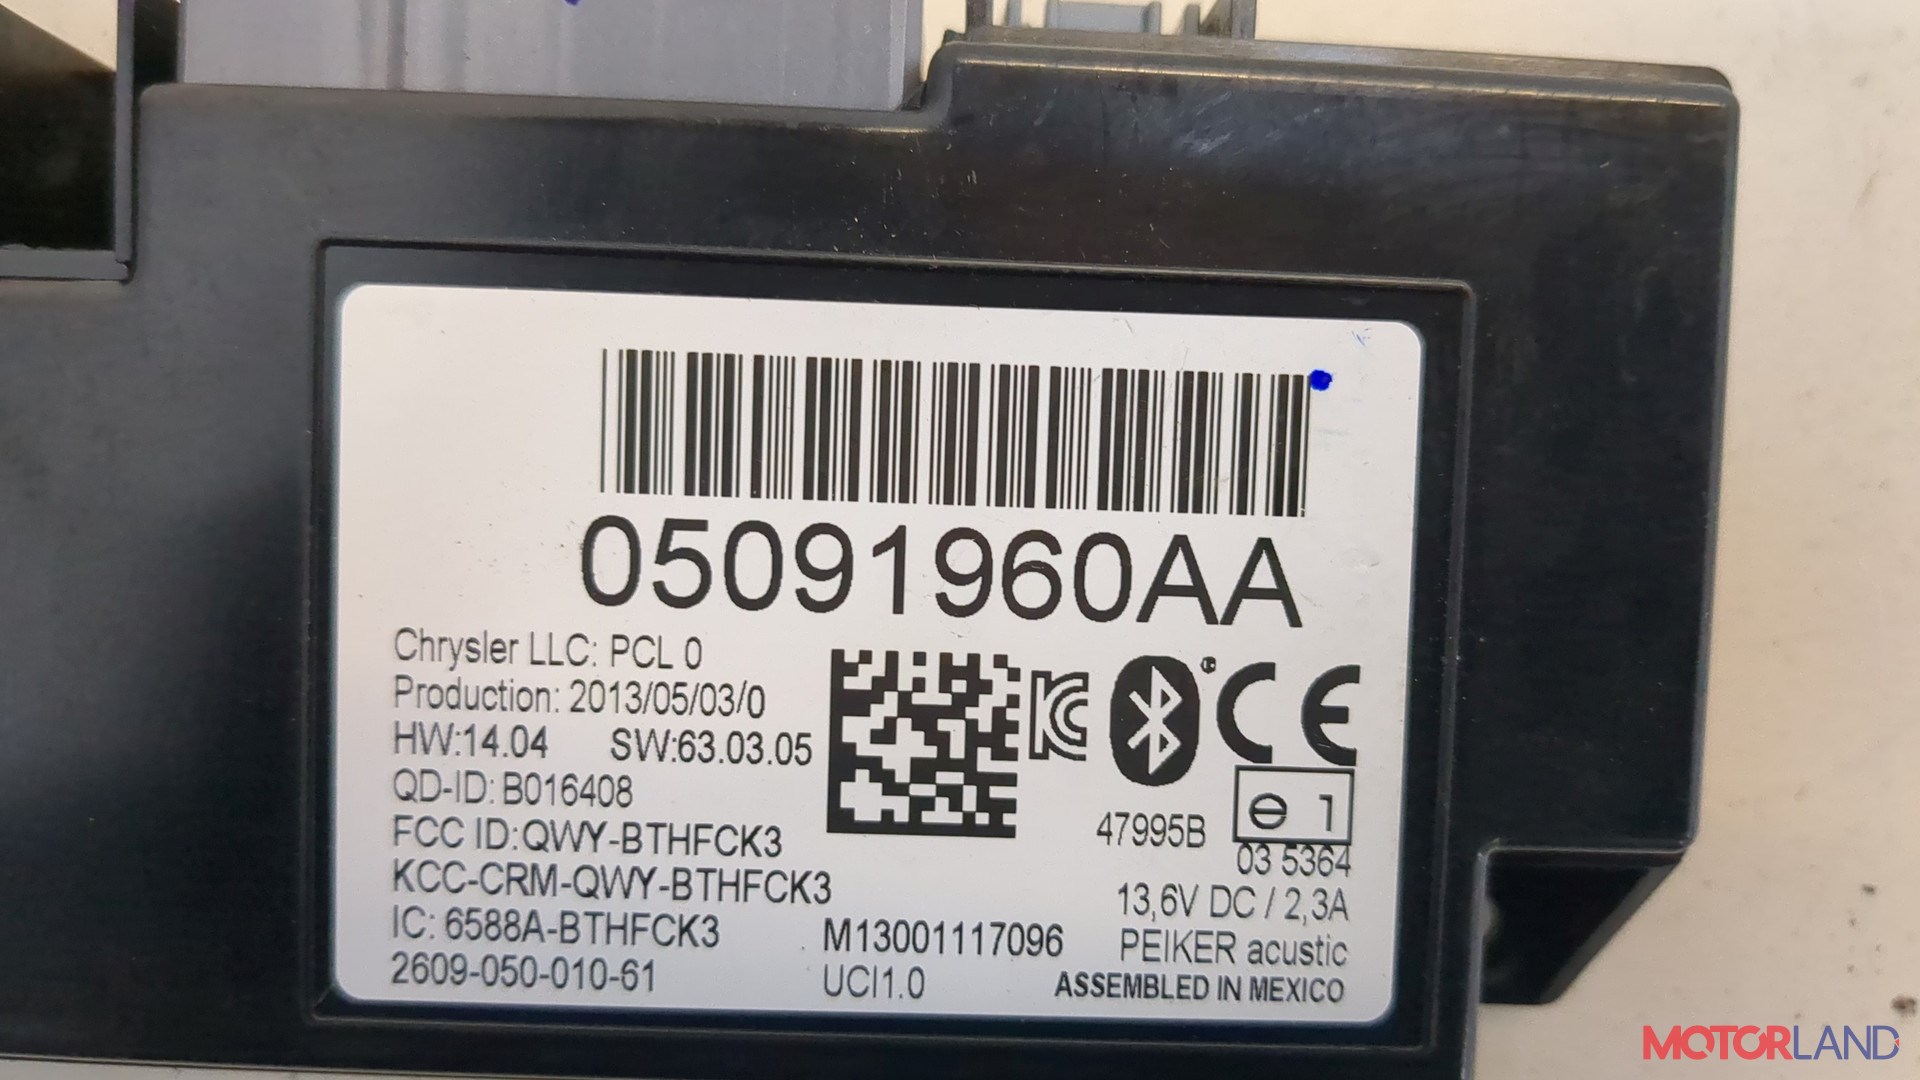 05091960AA
Chrysler LLC: PCL 0
Production: 2013/05/03/0
HW:14.04 SW:63.03.05
QD-ID: B016408
FCC ID:QWY-BTHFCK3
KCC-CRM-QWY-BTHFCK3
IC: 6588A-BTHFCK3
2609-050-010-61
M13001117096
UCI1.0
CE
47995B
e 1
03 5364
13,6V DC / 2,3A
PEIKER acustic
ASSEMBLED IN MEXICO
MOTORLAND